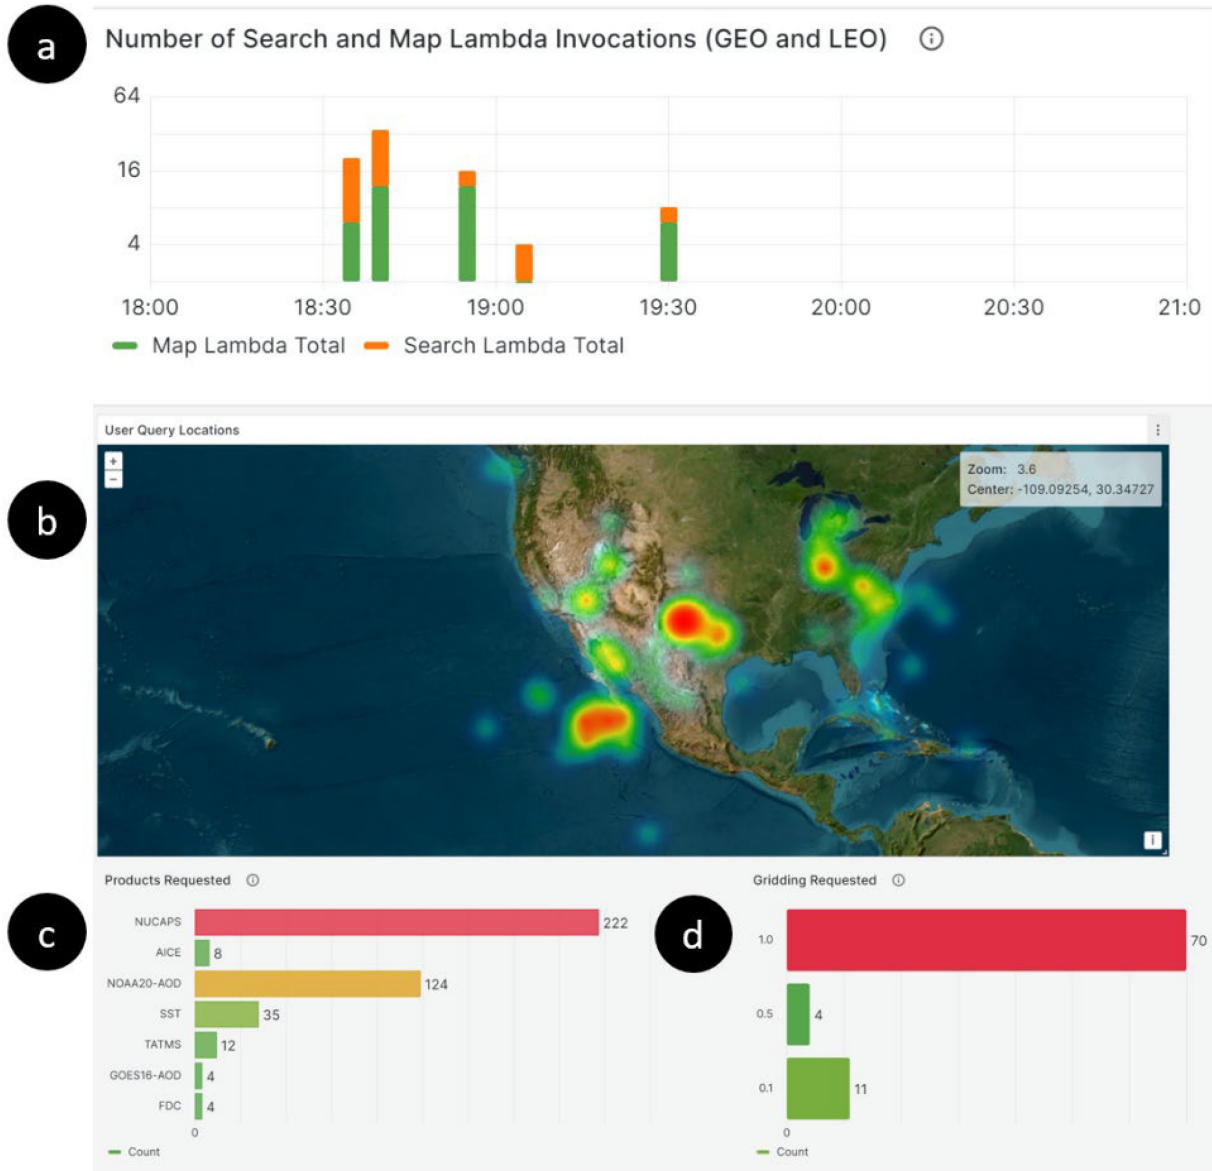 a
Number of Search and Map Lambda Invocations (GEO and LEO)
64
16
4
18:00 18:30 19:00 19:30 20:00 20:30 21:0
Map Lambda Total Search Lambda Total
b
User Query Locations
+
−
Zoom: 3.6
Center: -109.09254, 30.34727
i
c
Products Requested
NUCAPS 222
AICE 8
NOAA20-AOD 124
SST 35
TATMS 12
GOES16-AOD 4
FDC 4
0
Count
d
Gridding Requested
1.0 70
0.5 4
0.1 11
0
Count